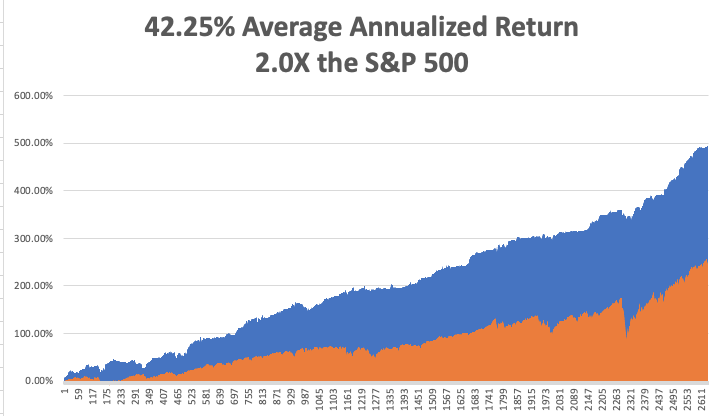 42.25% Average Annualized Return
2.0X the S&P 500
600.00%
500.00%
400.00%
300.00%
200.00%
100.00%
0.00%
1 59 117 175 233 291 349 407 465 523 581 639 697 755 813 871 929 987 1045 1103 1161 1219 1277 1335 1393 1451 1509 1567 1625 1683 1741 1799 1857 1915 1973 2031 2089 2147 2205 2263 2321 2379 2437 2495 2553 2611